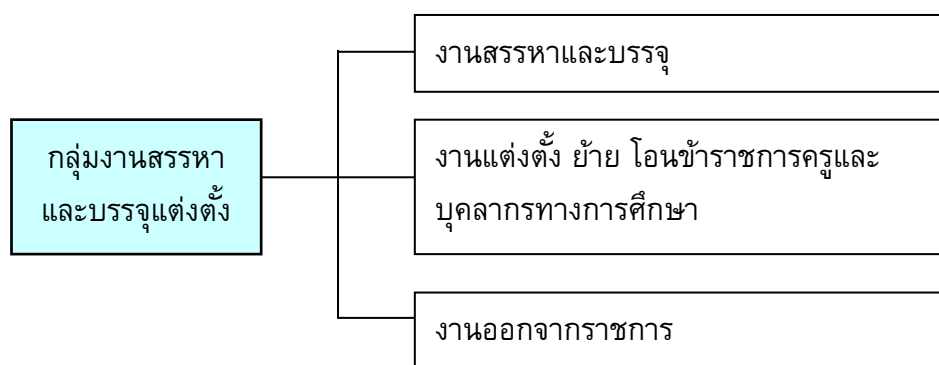 กลุ่มงานสรรหา
และบรรจุแต่งตั้ง
งานสรรหาและบรรจุ
งานแต่งตั้ง ย้าย โอนข้าราชการครูและ
บุคลากรทางการศึกษา
งานออกจากราชการ